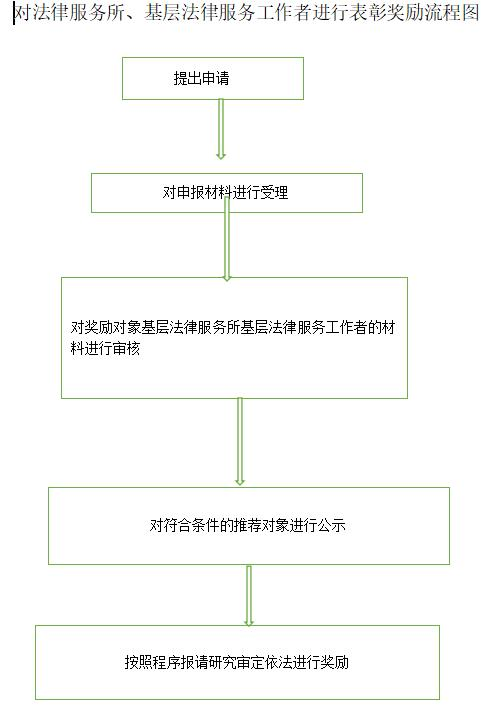 对法律服务所、基层法律服务工作者进行表彰奖励流程图
提出申请
对申报材料进行受理
对奖励对象基层法律服务所基层法律服务工作者的材
料进行审核
对符合条件的推荐对象进行公示
按照程序报请研究审定依法进行奖励